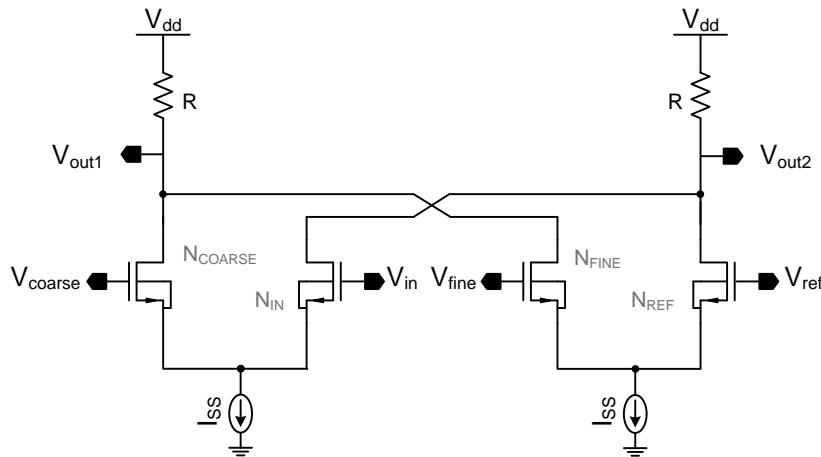 Vdd
Vdd
R
R
Vout1
Vout2
NCOARSE
NFINE
Vcoarse
Vin
Vfine
Vref
NIN
NREF
ISS
ISS